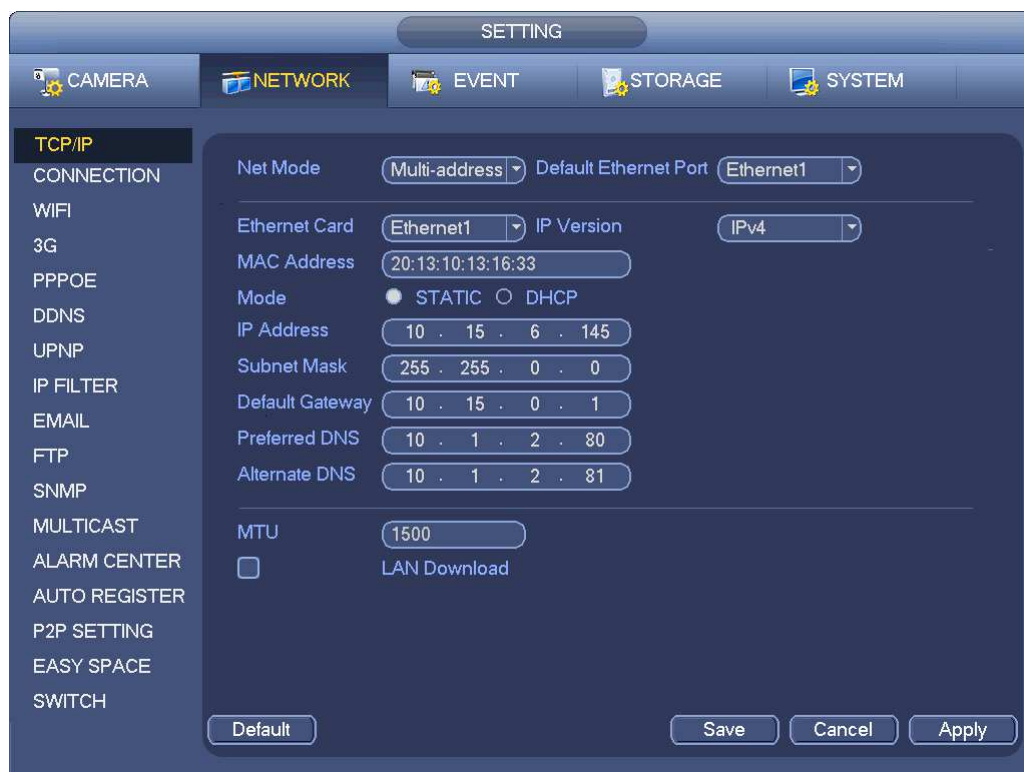 SETTING
CAMERA NETWORK EVENT STORAGE SYSTEM
TCP/IP
CONNECTION
WIFI
3G
PPPOE
DDNS
UPNP
IP FILTER
EMAIL
FTP
SNMP
MULTICAST
ALARM CENTER
AUTO REGISTER
P2P SETTING
EASY SPACE
SWITCH
Net Mode Multi-address Default Ethernet Port Ethernet1
Ethernet Card Ethernet1 IP Version IPv4
MAC Address 20:13:10:13:16:33
Mode STATIC DHCP
IP Address 10 . 15 . 6 . 145
Subnet Mask 255 . 255 . 0 . 0
Default Gateway 10 . 15 . 0 . 1
Preferred DNS 10 . 1 . 2 . 80
Alternate DNS 10 . 1 . 2 . 81
MTU 1500
LAN Download
Default Save Cancel Apply